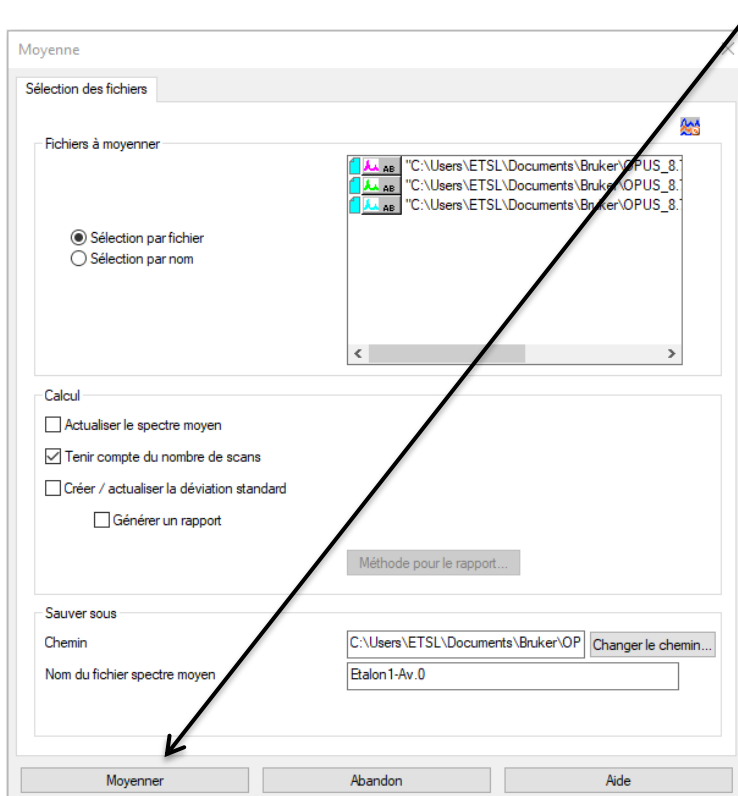 Moyenne
Sélection des fichiers
Fichiers à moyenner
AB "C:\Users\ETSL\Documents\Bruker\OPUS_8.
AB "C:\Users\ETSL\Documents\Bruker\OPUS_8.
AB "C:\Users\ETSL\Documents\Bruker\OPUS_8.
Sélection par fichier
Sélection par nom
Calcul
Actualiser le spectre moyen
Tenir compte du nombre de scans
Créer / actualiser la déviation standard
Générer un rapport
Méthode pour le rapport...
Sauver sous
Chemin C:\Users\ETSL\Documents\Bruker\OP Changer le chemin...
Nom du fichier spectre moyen Etalon1-Av.0
Moyenner Abandon Aide